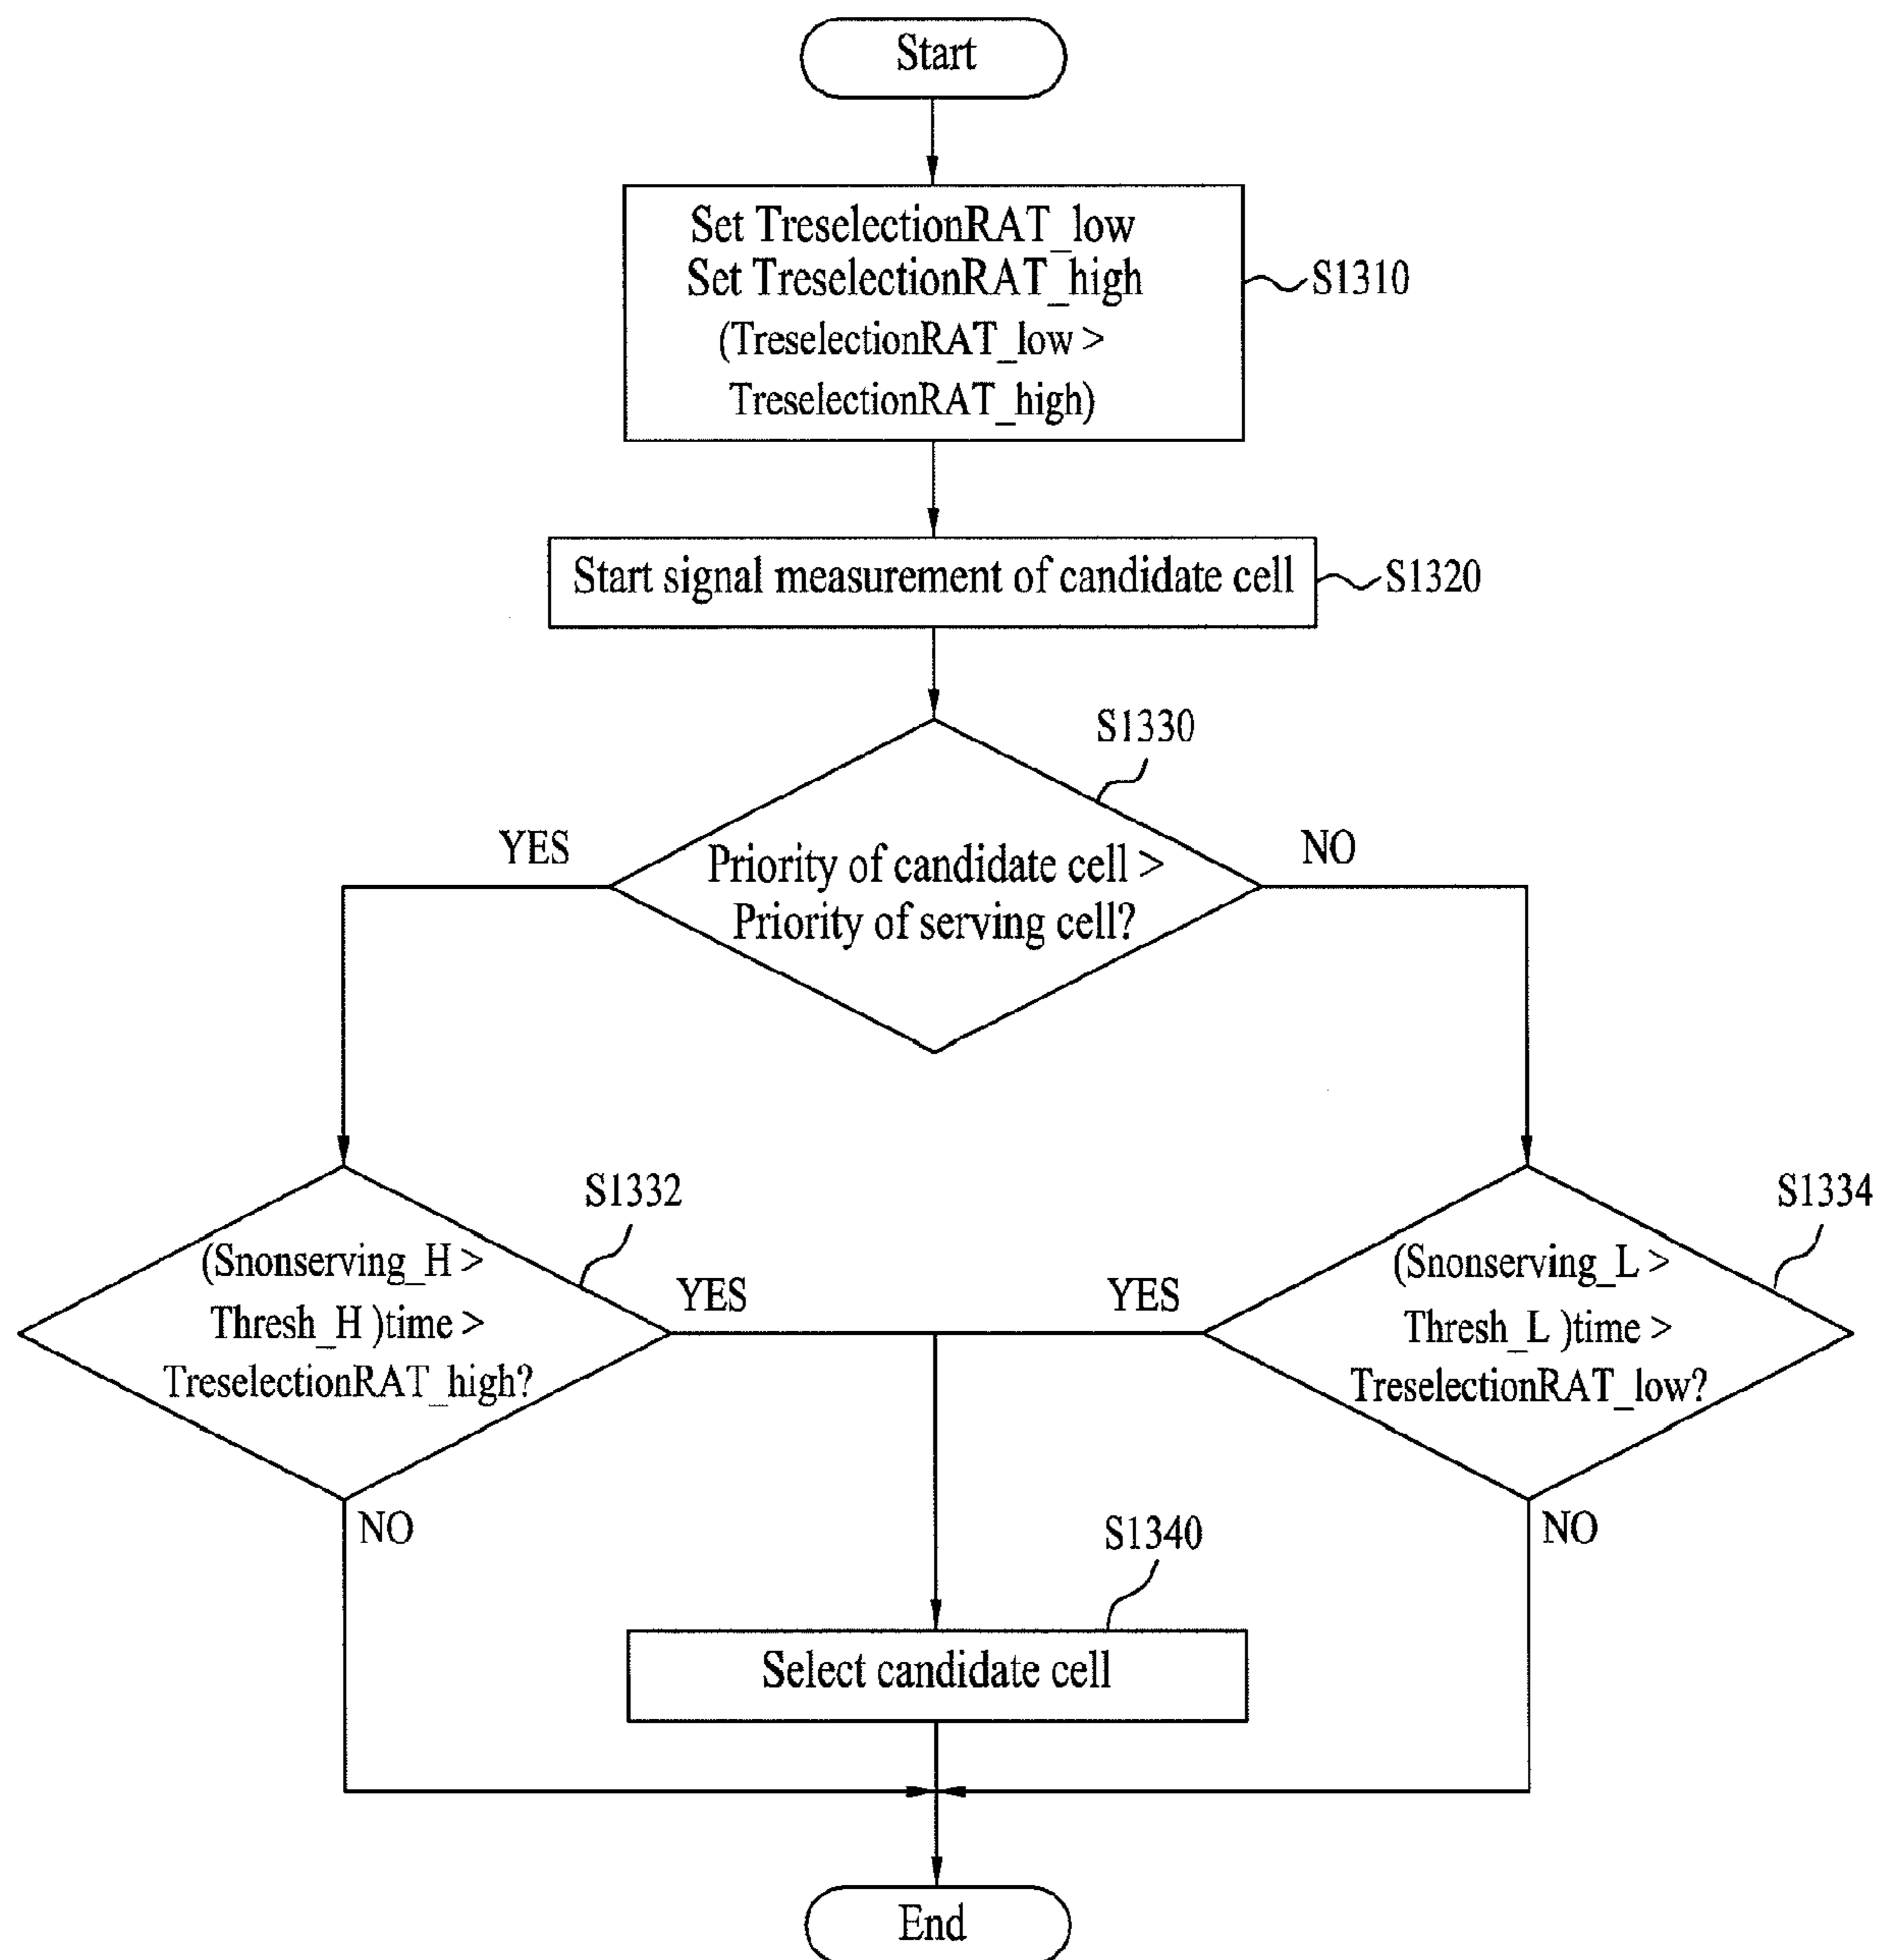 Start
Set TreselectionRAT_low
Set TreselectionRAT_high
(TreselectionRAT_low >
TreselectionRAT_high)
S1310
Start signal measurement of candidate cell
S1320
S1330
YES
NO
Priority of candidate cell >
Priority of serving cell?
S1332
S1334
(Snonserving_H >
Thresh_H )time >
TreselectionRAT_high?
YES
YES
(Snonserving_L >
Thresh_L )time >
TreselectionRAT_low?
NO
NO
S1340
Select candidate cell
End